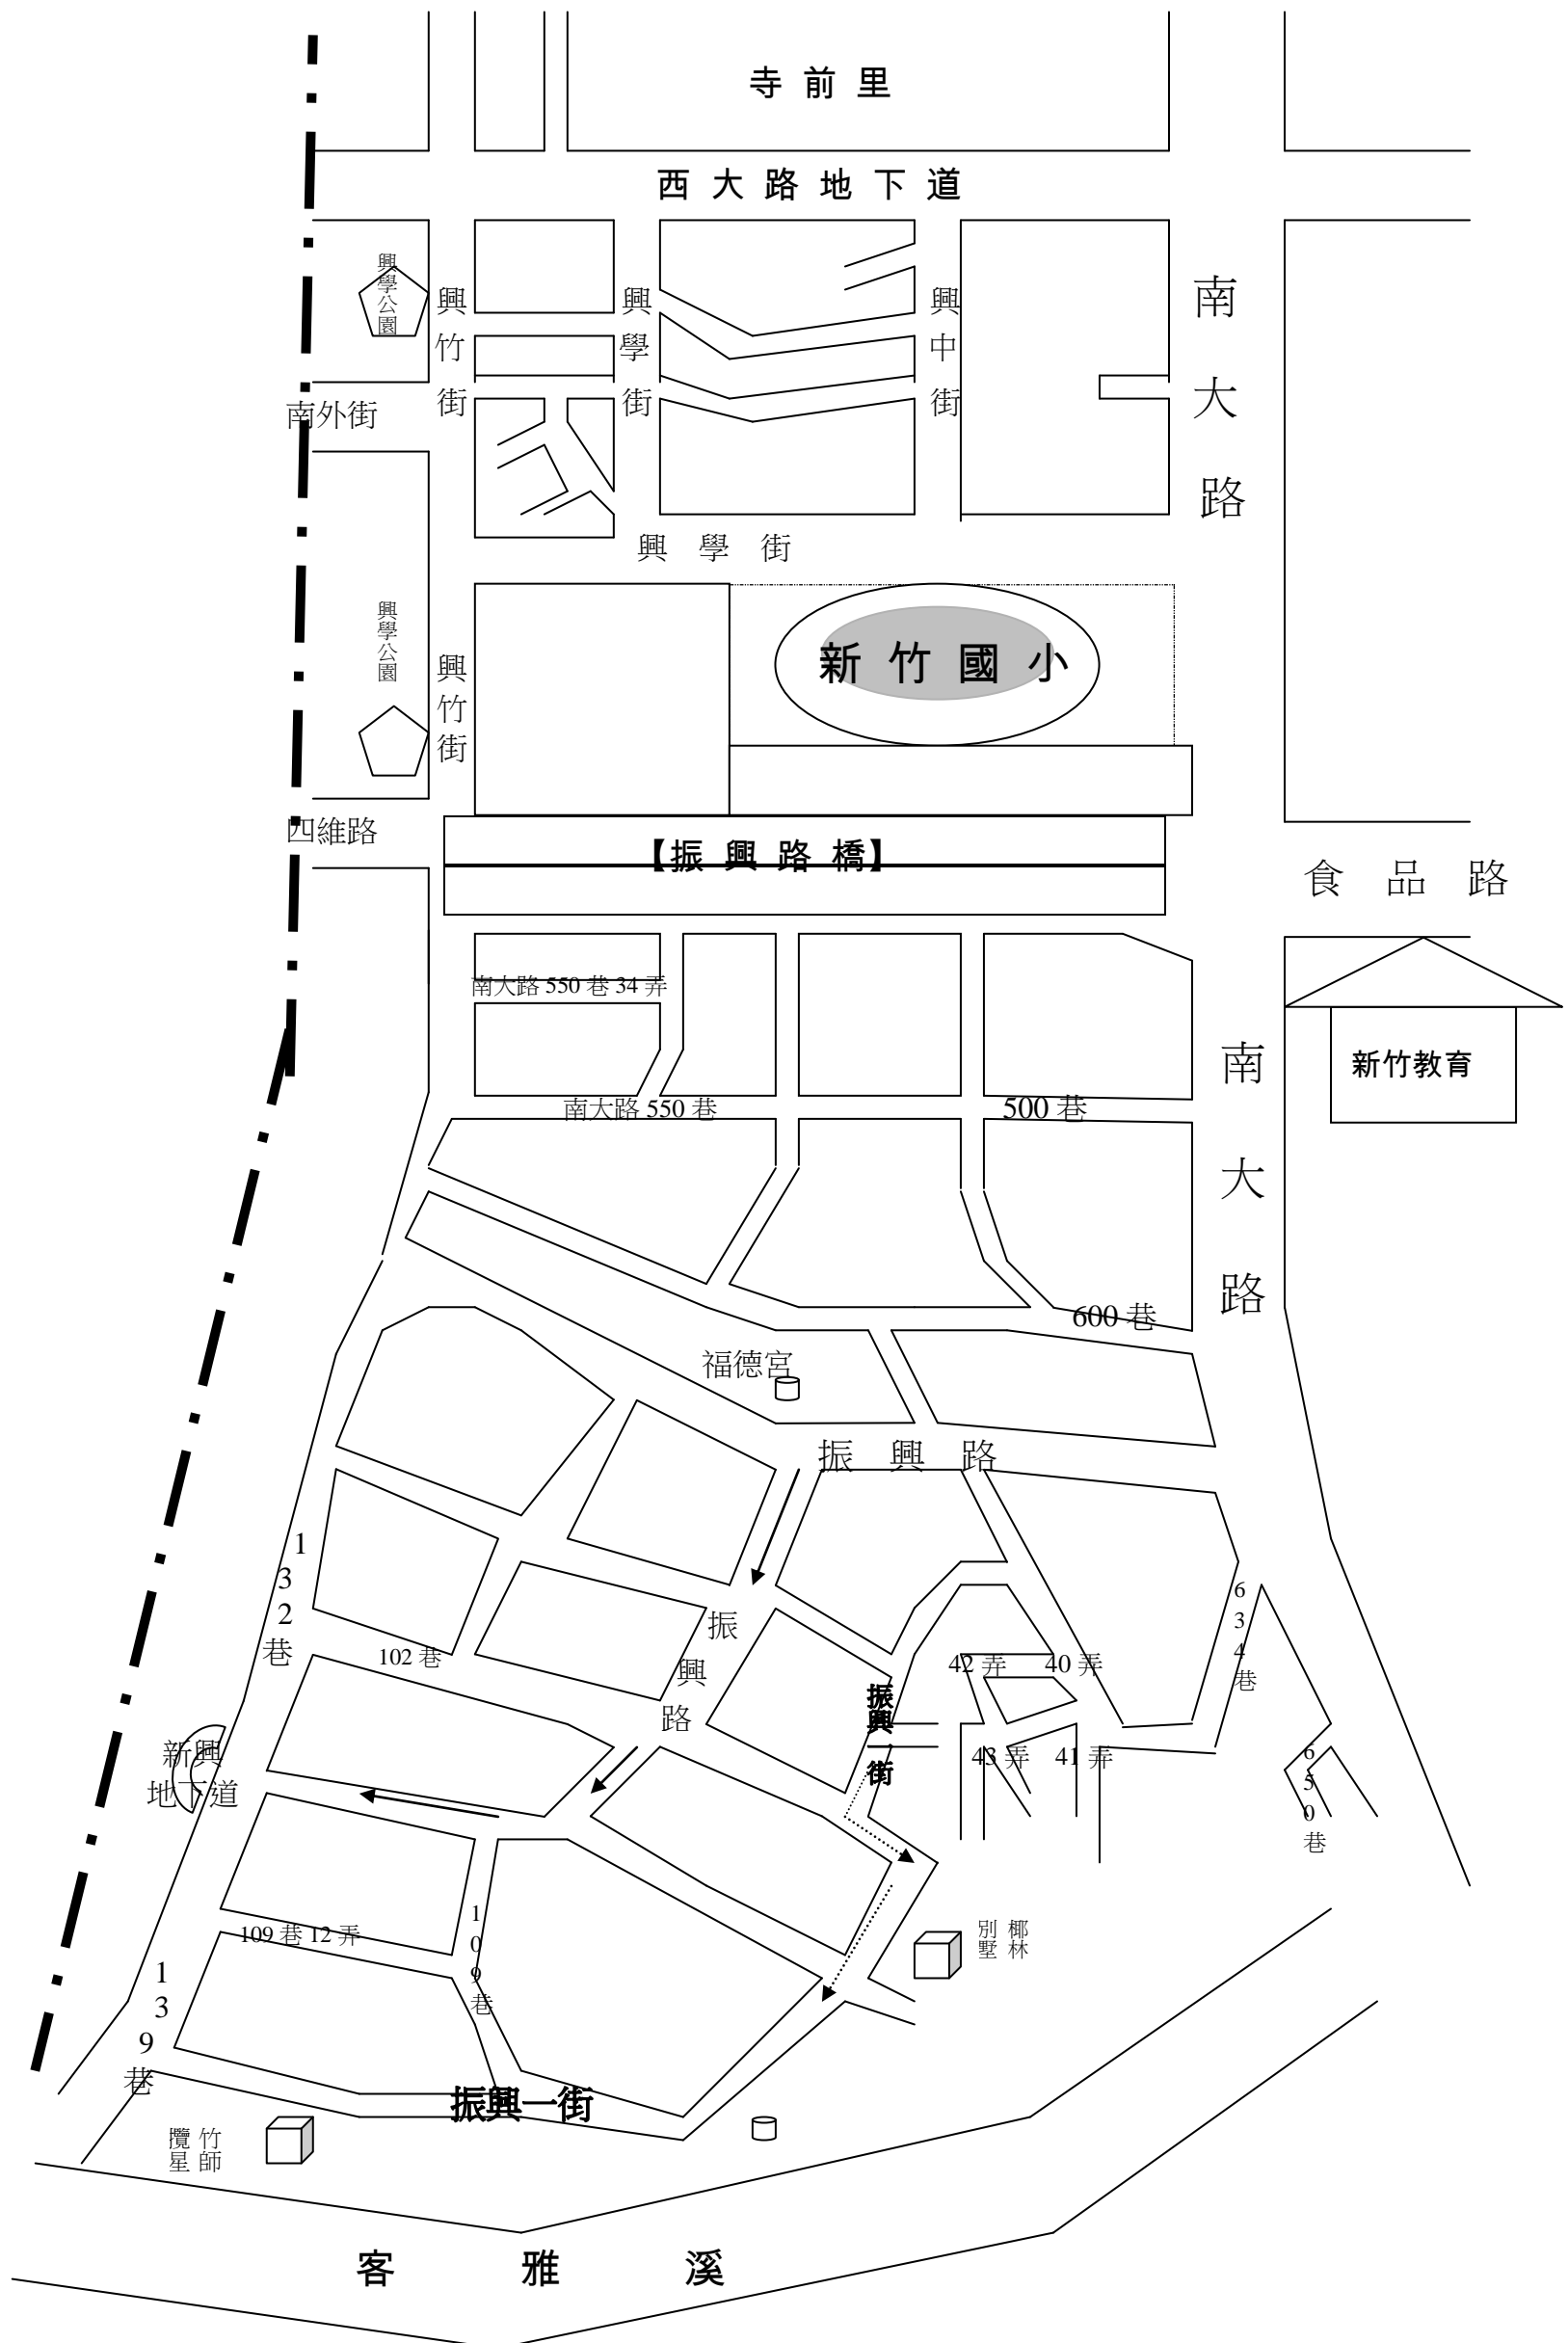 寺前里
西大路地下道
興學公園
興竹街
興學街
興中街
南大路
南外街
興學街
興學公園
興竹街
新竹國小
四維路
【振興路橋】
食品路
南大路550巷34弄
南大路
新竹教育
南大路550巷
500巷
600巷
福德宮
振興路
132巷
634巷
102巷
振興路
42弄
40弄
振興一街
43弄
41弄
650巷
新興
地下道
109巷12弄
109巷
椰林
別墅
139巷
振興一街
竹師
攬星
客雅溪